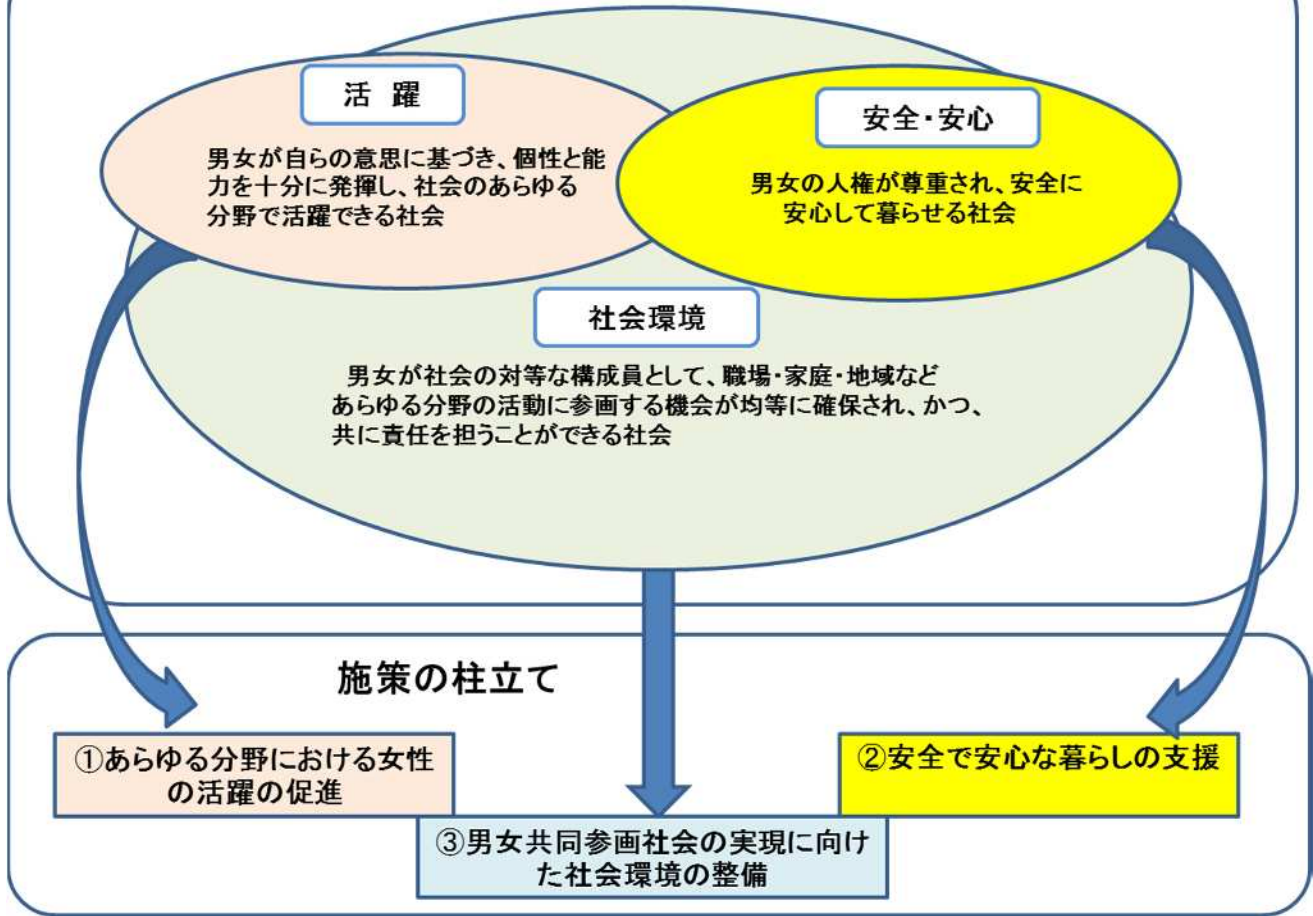 活 躍
男女が自らの意思に基づき、個性と能
力を十分に発揮し、社会のあらゆる
分野で活躍できる社会
安全・安心
男女の人権が尊重され、安全に
安心して暮らせる社会
社会環境
男女が社会の対等な構成員として、職場・家庭・地域など
あらゆる分野の活動に参画する機会が均等に確保され、かつ、
共に責任を担うことができる社会
施策の柱立て
①あらゆる分野における女性
の活躍の促進
②安全で安心な暮らしの支援
③男女共同参画社会の実現に向け
た社会環境の整備